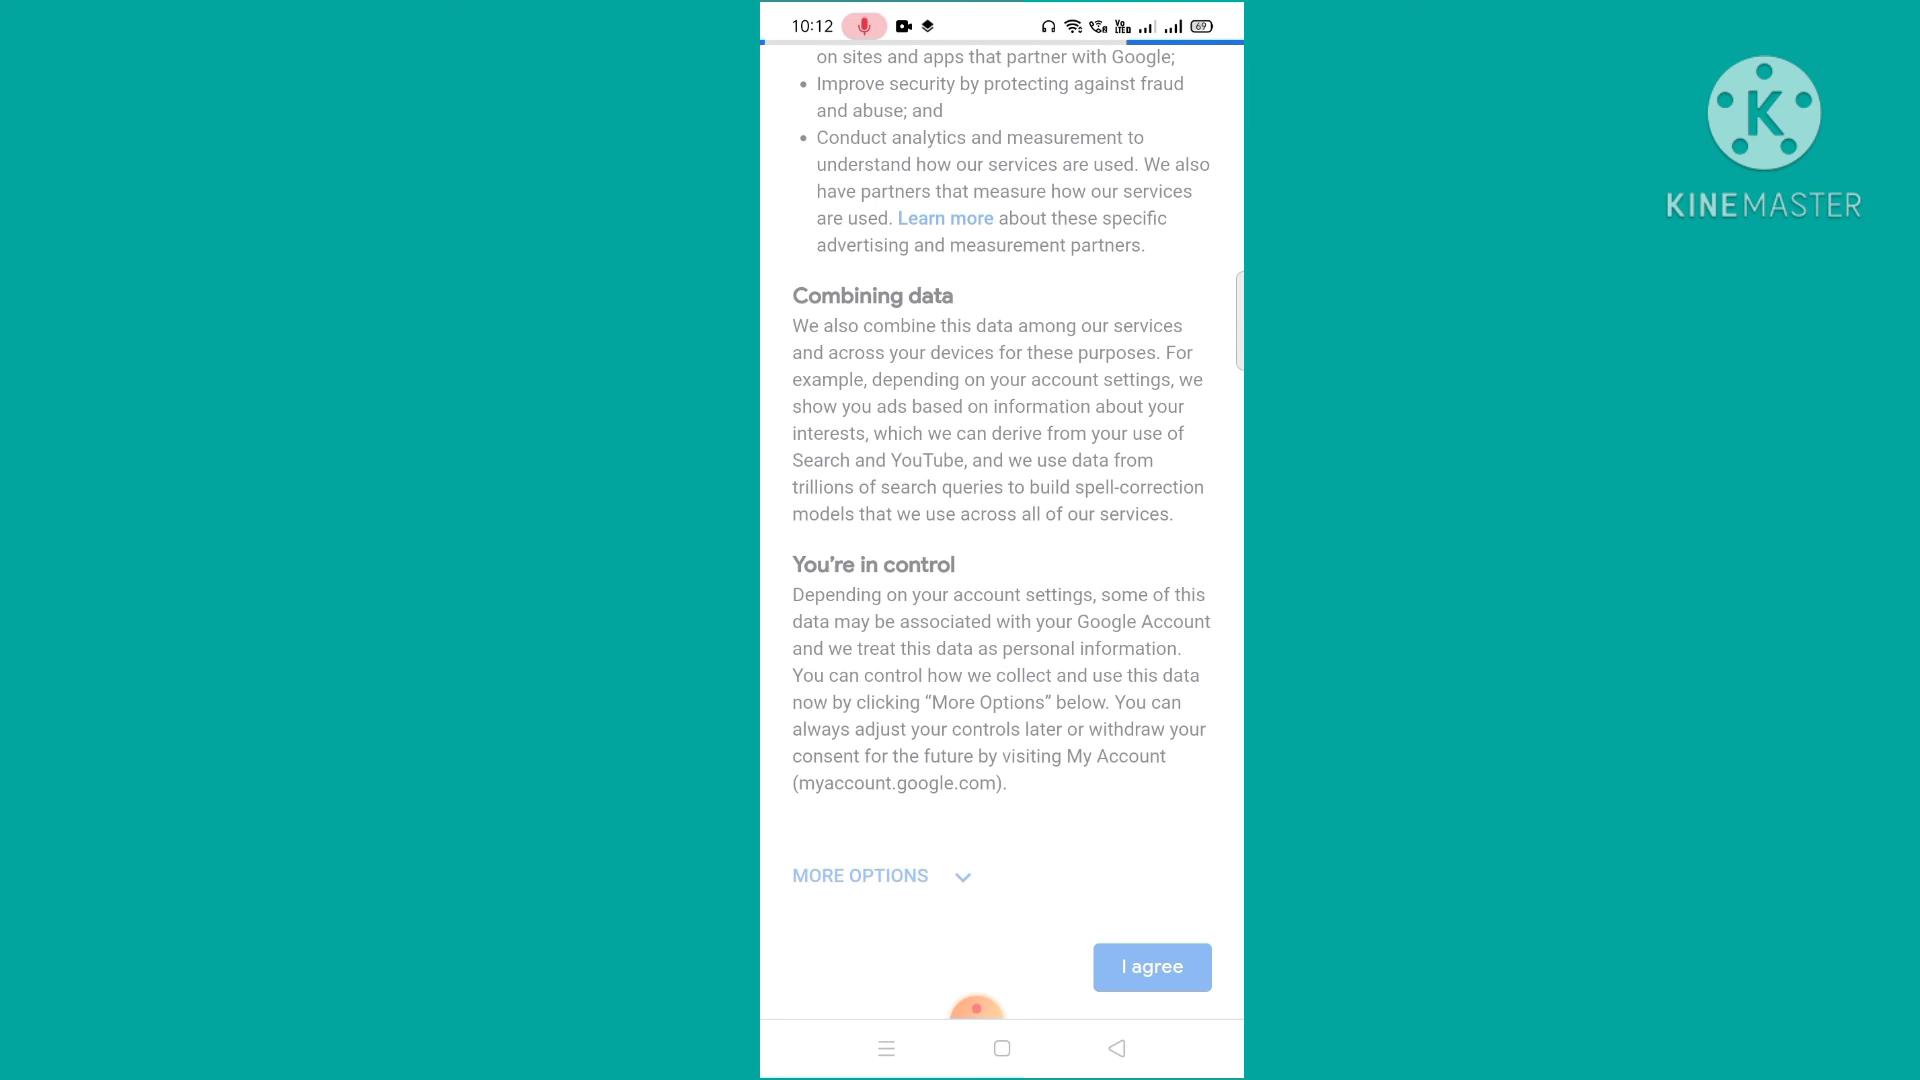 10:12
Vo
LTE
69
on sites and apps that partner with Google;
• Improve security by protecting against fraud
and abuse; and
• Conduct analytics and measurement to
understand how our services are used. We also
have partners that measure how our services
are used. Learn more about these specific
advertising and measurement partners.
Combining data
We also combine this data among our services
and across your devices for these purposes. For
example, depending on your account settings, we
show you ads based on information about your
interests, which we can derive from your use of
Search and YouTube, and we use data from
trillions of search queries to build spell-correction
models that we use across all of our services.
You’re in control
Depending on your account settings, some of this
data may be associated with your Google Account
and we treat this data as personal information.
You can control how we collect and use this data
now by clicking “More Options” below. You can
always adjust your controls later or withdraw your
consent for the future by visiting My Account
(myaccount.google.com).
MORE OPTIONS
I agree
K
KINEMASTER